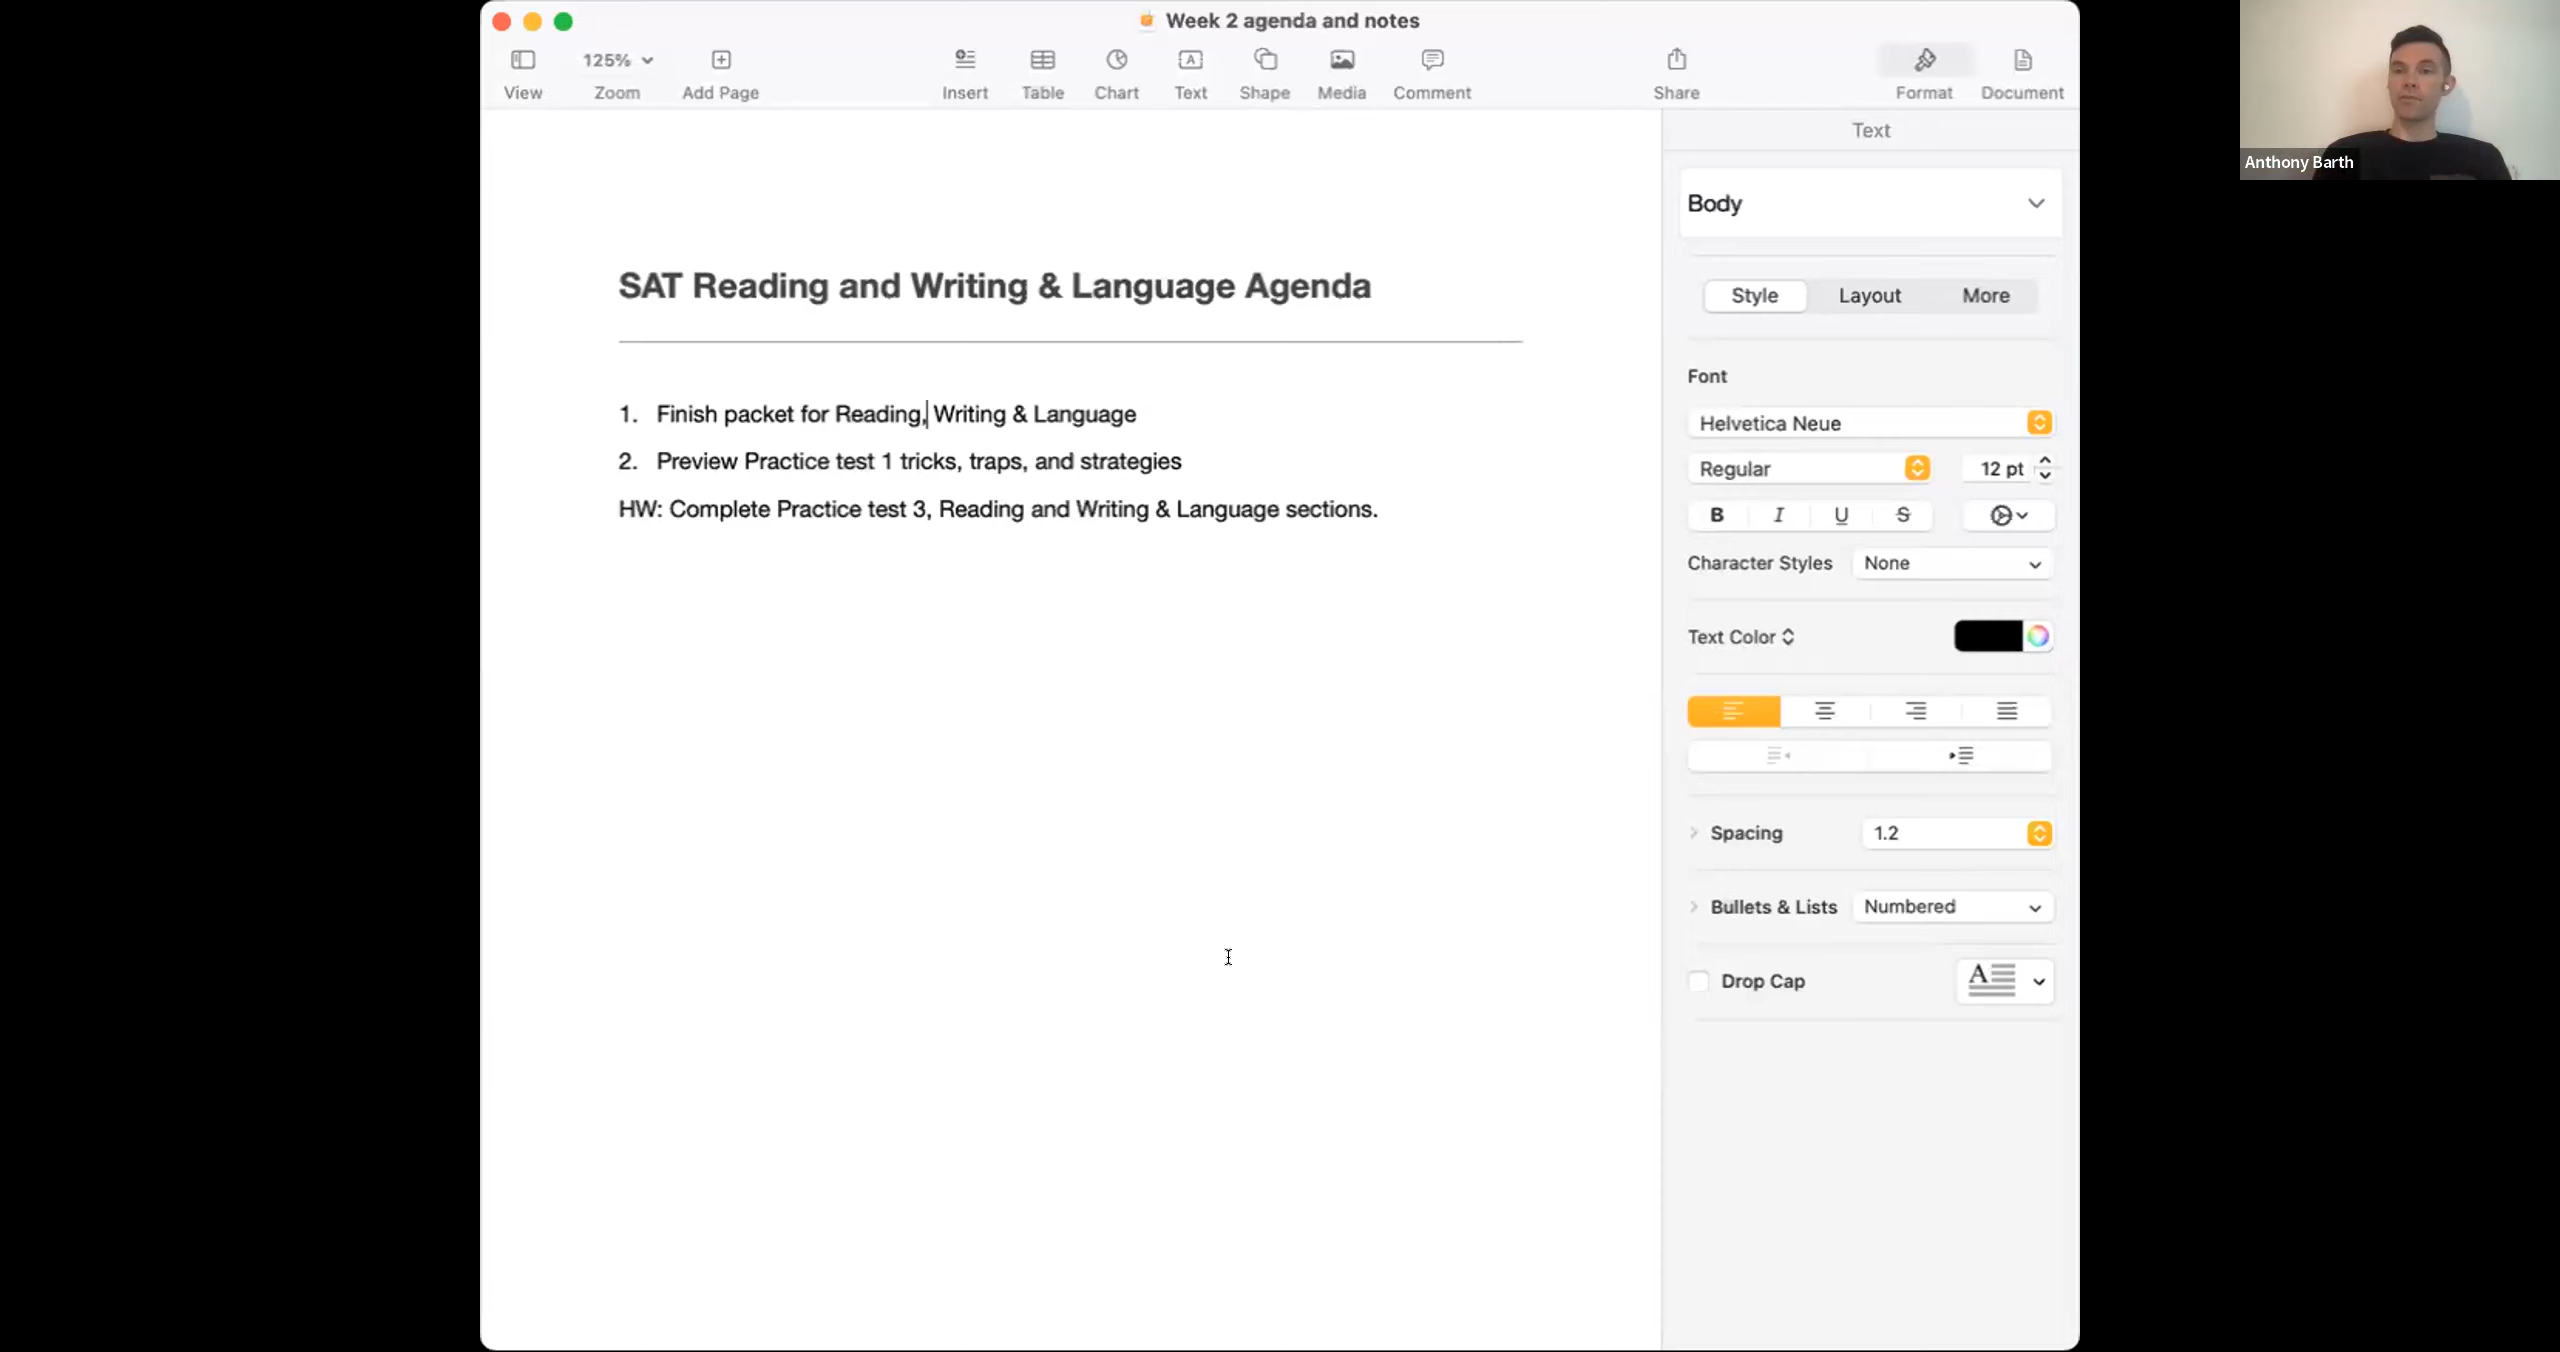 Week 2 agenda and notes
125%
View Zoom Add Page Insert Table Chart Text Shape Media Comment Share Format Document
Anthony Barth
Text
Body
Style Layout More
SAT Reading and Writing & Language Agenda
1. Finish packet for Reading, Writing & Language
2. Preview Practice test 1 tricks, traps, and strategies
HW: Complete Practice test 3, Reading and Writing & Language sections.
Font
Helvetica Neue
Regular 12 pt
B I U S
Character Styles None
Text Color
Spacing 1.2
Bullets & Lists Numbered
Drop Cap A